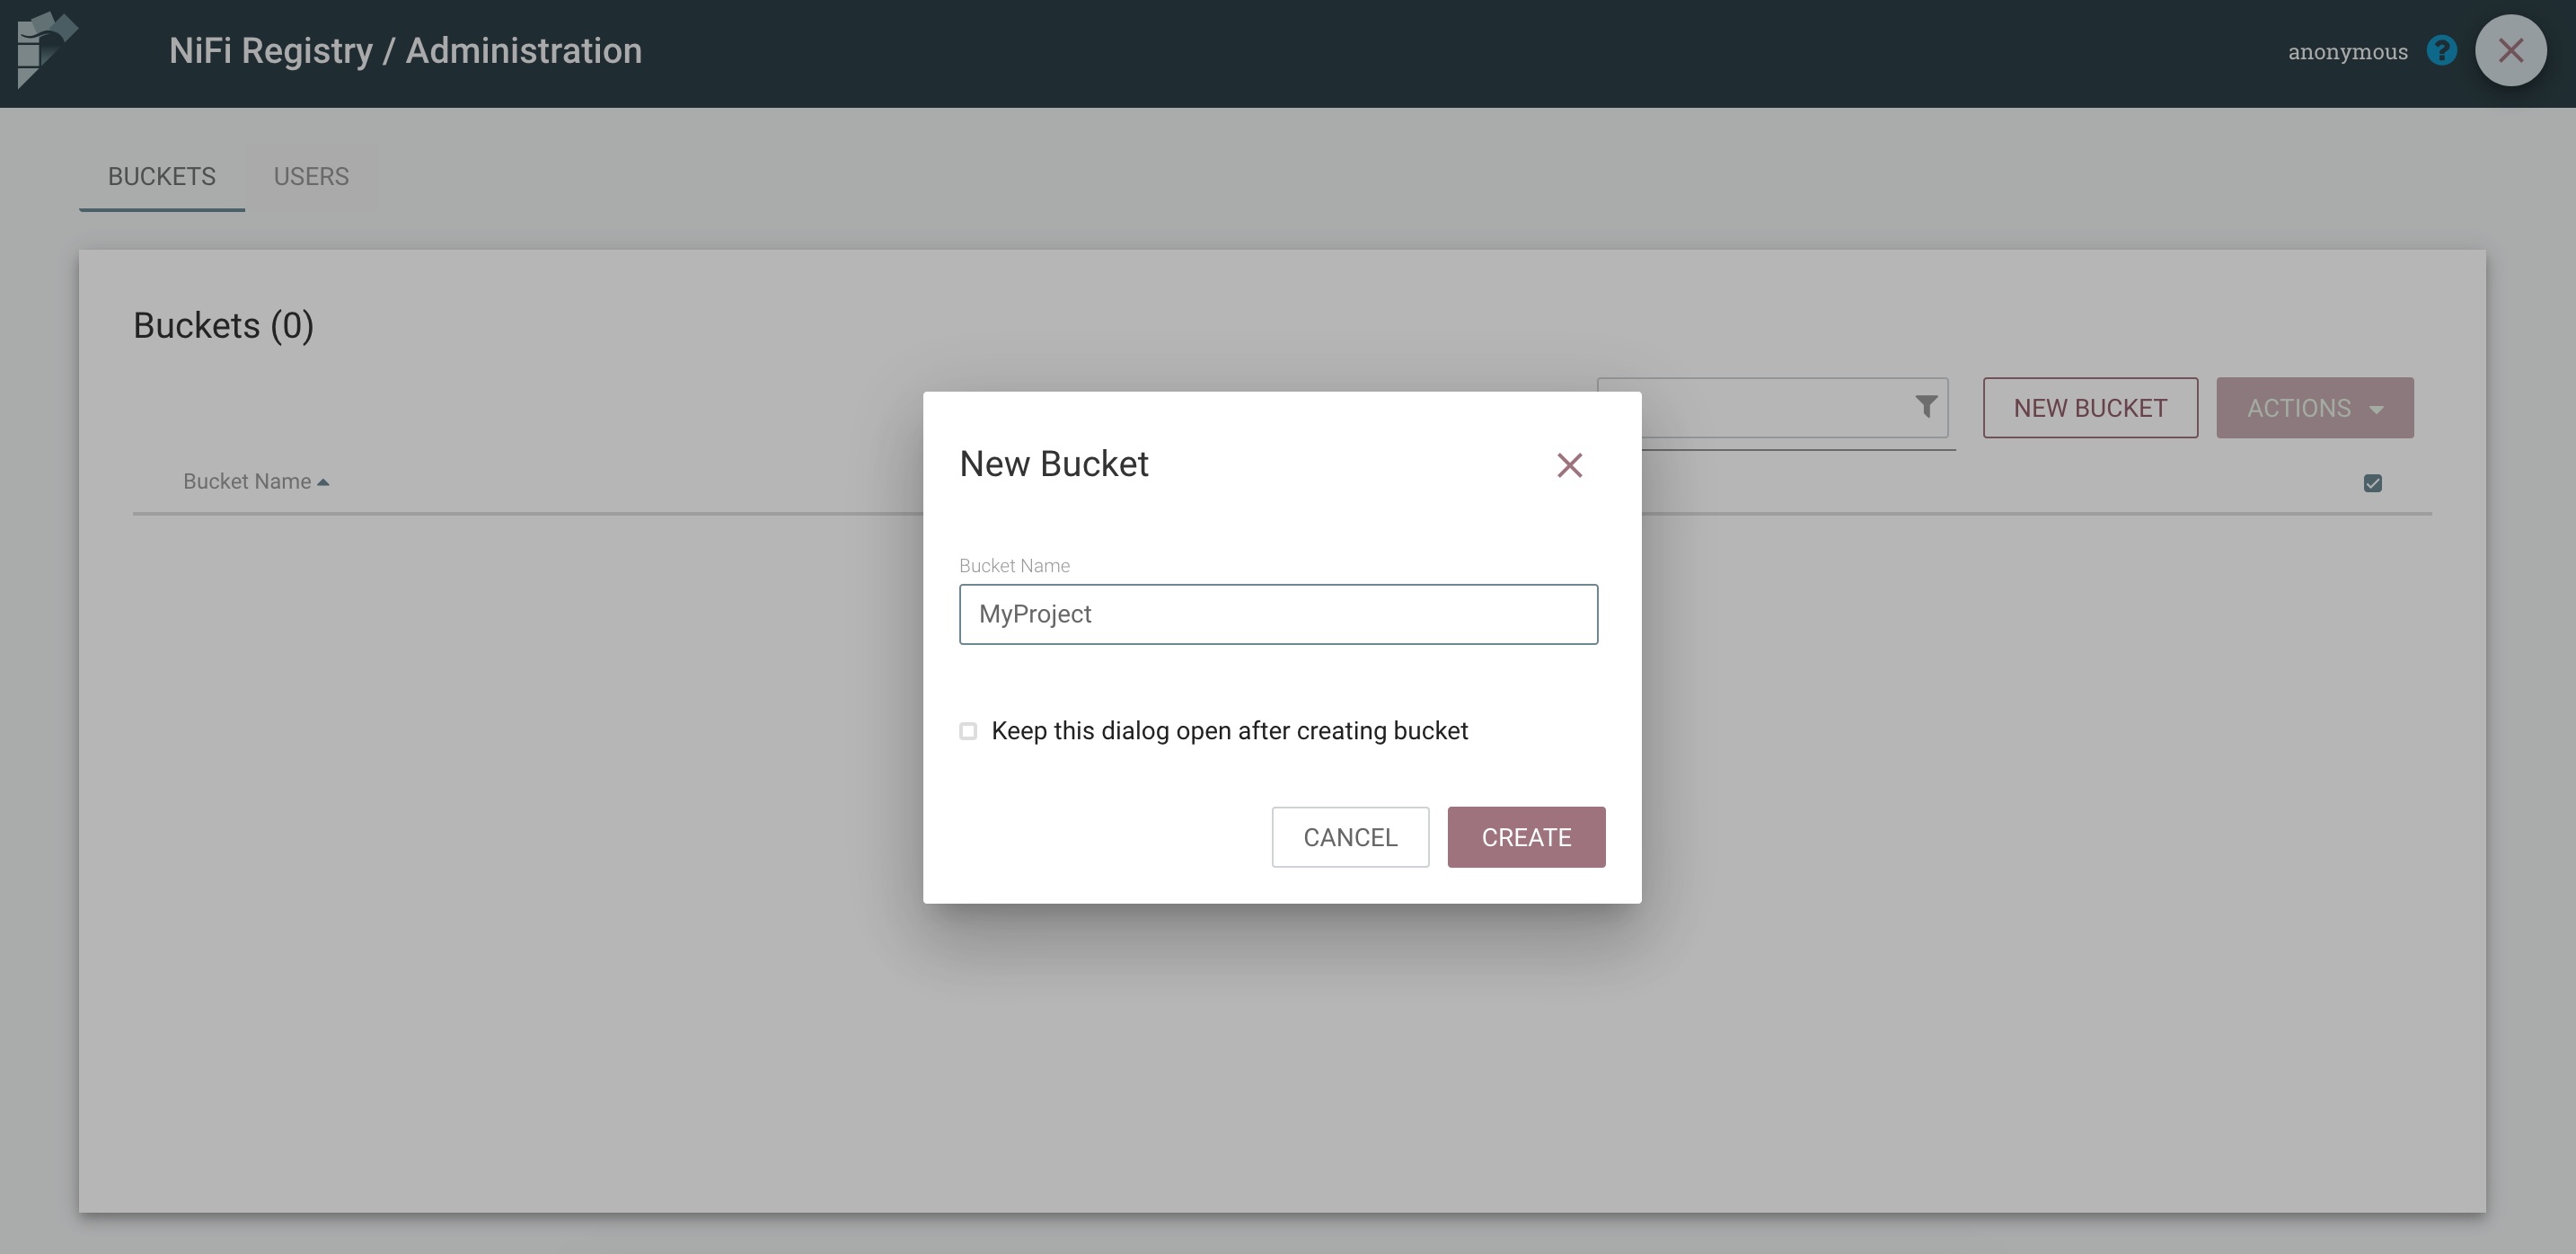 NiFi Registry / Administration
anonymous
BUCKETS
USERS
Buckets (0)
NEW BUCKET
ACTIONS
Bucket Name
New Bucket
Bucket Name
MyProject
Keep this dialog open after creating bucket
CANCEL
CREATE